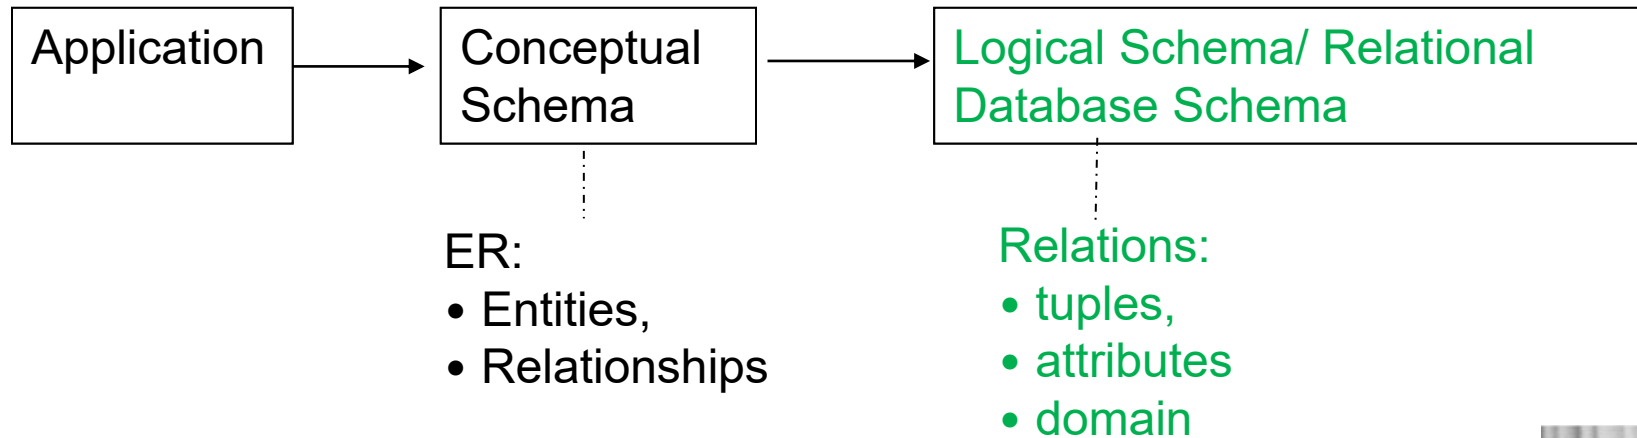 Application
Conceptual
Schema
Logical Schema/ Relational
Database Schema
ER:
• Entities,
• Relationships
Relations:
• tuples,
• attributes
• domain